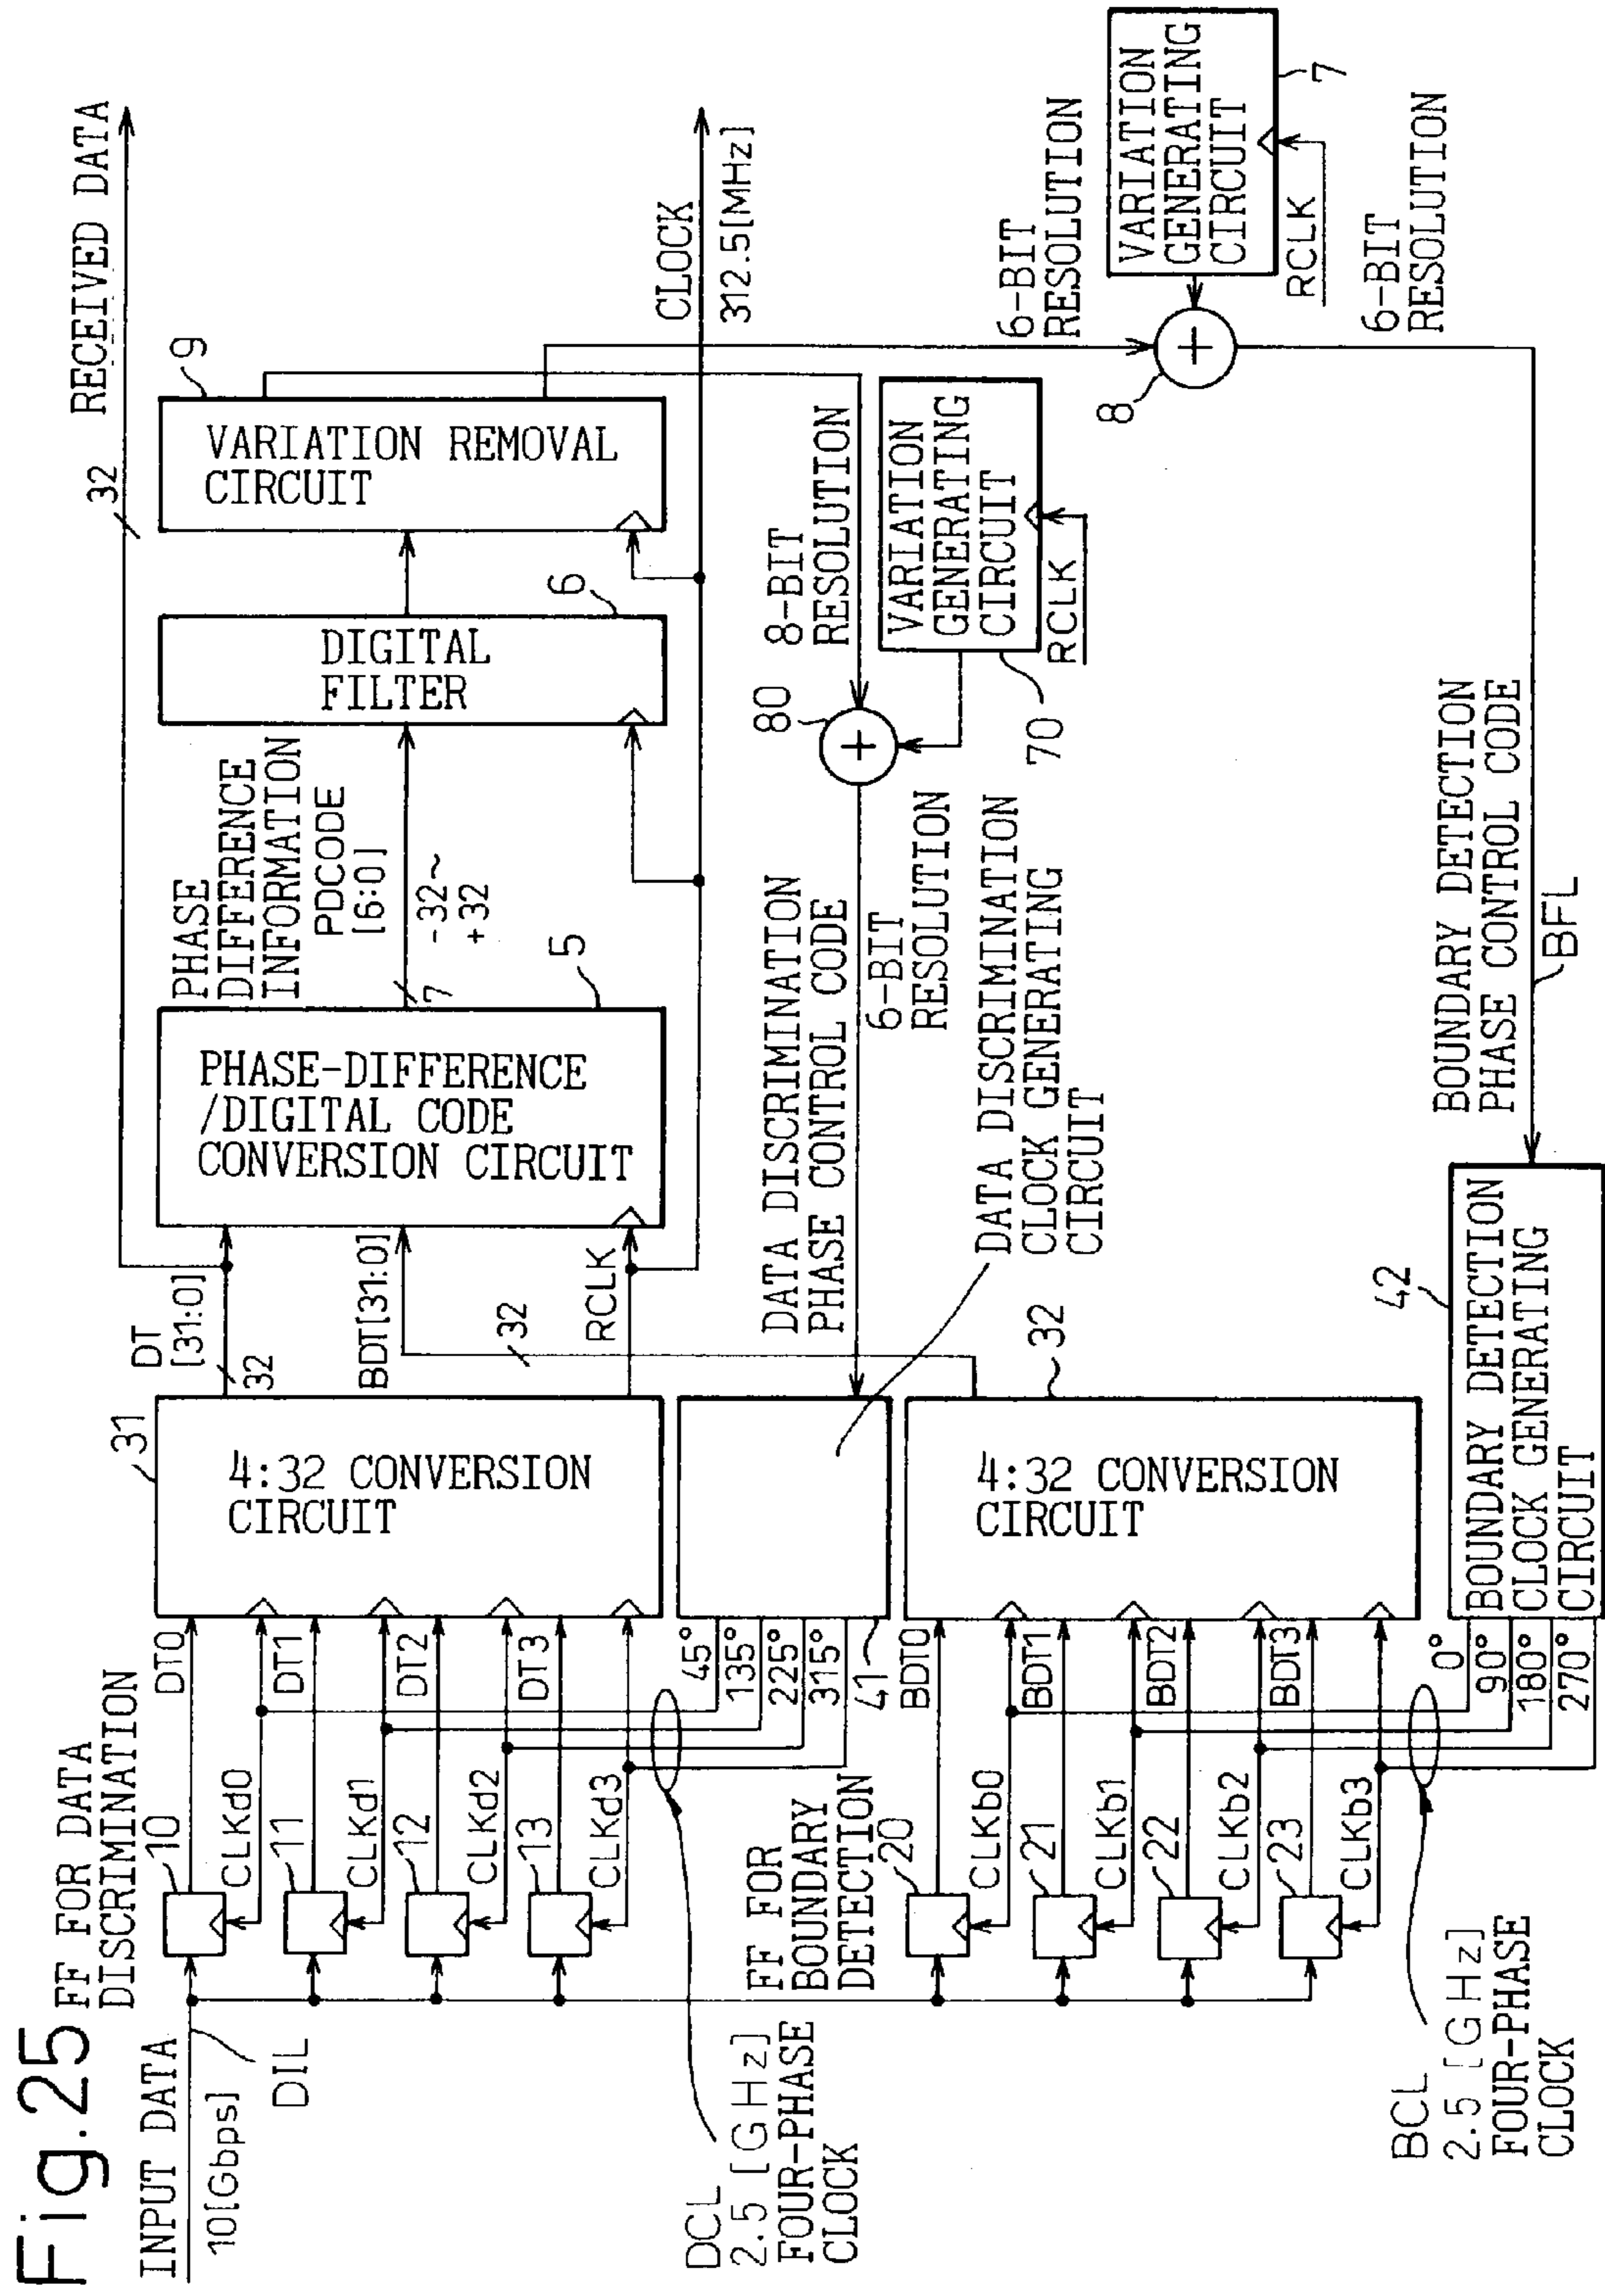 Fig.25
FF FOR DATA
DISCRIMINATION
INPUT DATA
10[Gbps]
DIL
10
11
12
13
CLKd0
CLKd1
CLKd2
CLKd3
DT0
DT1
DT2
DT3
31
4:32 CONVERSION
CIRCUIT
DT
[31:0]
32
BDT[31:0]
32
RCLK
PHASE-DIFFERENCE
/DIGITAL CODE
CONVERSION CIRCUIT
5
PHASE
DIFFERENCE
INFORMATION
PDCODE
[6:0]
7
-32~
+32
DIGITAL
FILTER
6
VARIATION REMOVAL
CIRCUIT
9
32
RECEIVED DATA
CLOCK
312.5[MHz]
DCL
2.5 [GHz]
FOUR-PHASE
CLOCK
45°
135°
225°
315°
41
DATA DISCRIMINATION
PHASE CONTROL CODE
6-BIT
RESOLUTION
DATA DISCRIMINATION
CLOCK GENERATING
CIRCUIT
80
+
8-BIT
RESOLUTION
VARIATION
GENERATING
CIRCUIT
70
RCLK
6-BIT
RESOLUTION
8
+
VARIATION
GENERATING
CIRCUIT
7
RCLK
6-BIT
RESOLUTION
FF FOR
BOUNDARY
DETECTION
20
21
22
23
CLKb0
CLKb1
CLKb2
CLKb3
BDT0
BDT1
BDT2
BDT3
32
4:32 CONVERSION
CIRCUIT
BCL
2.5 [GHz]
FOUR-PHASE
CLOCK
0°
90°
180°
270°
42
BOUNDARY DETECTION
CLOCK GENERATING
CIRCUIT
BOUNDARY DETECTION
PHASE CONTROL CODE
BFL